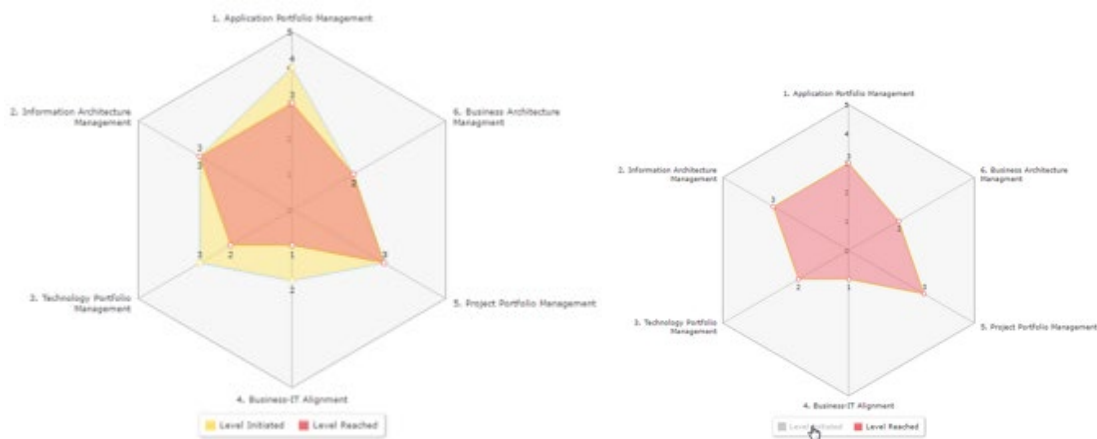 1. Application Portfolio Management
5
4
3
2. Information Architecture
Management
6. Business Architecture
Managment
3
3
2
3
2
1
3
2
3. Technology Portfolio
Management
5. Project Portfolio Management
4. Business-IT Alignment
Level Initiated
Level Reached
1. Application Portfolio Management
5
4
3
2
1
0
2. Information Architecture
Management
6. Business Architecture
Managment
3
2
2
1
3
3. Technology Portfolio
Management
5. Project Portfolio Management
4. Business-IT Alignment
Level Reached